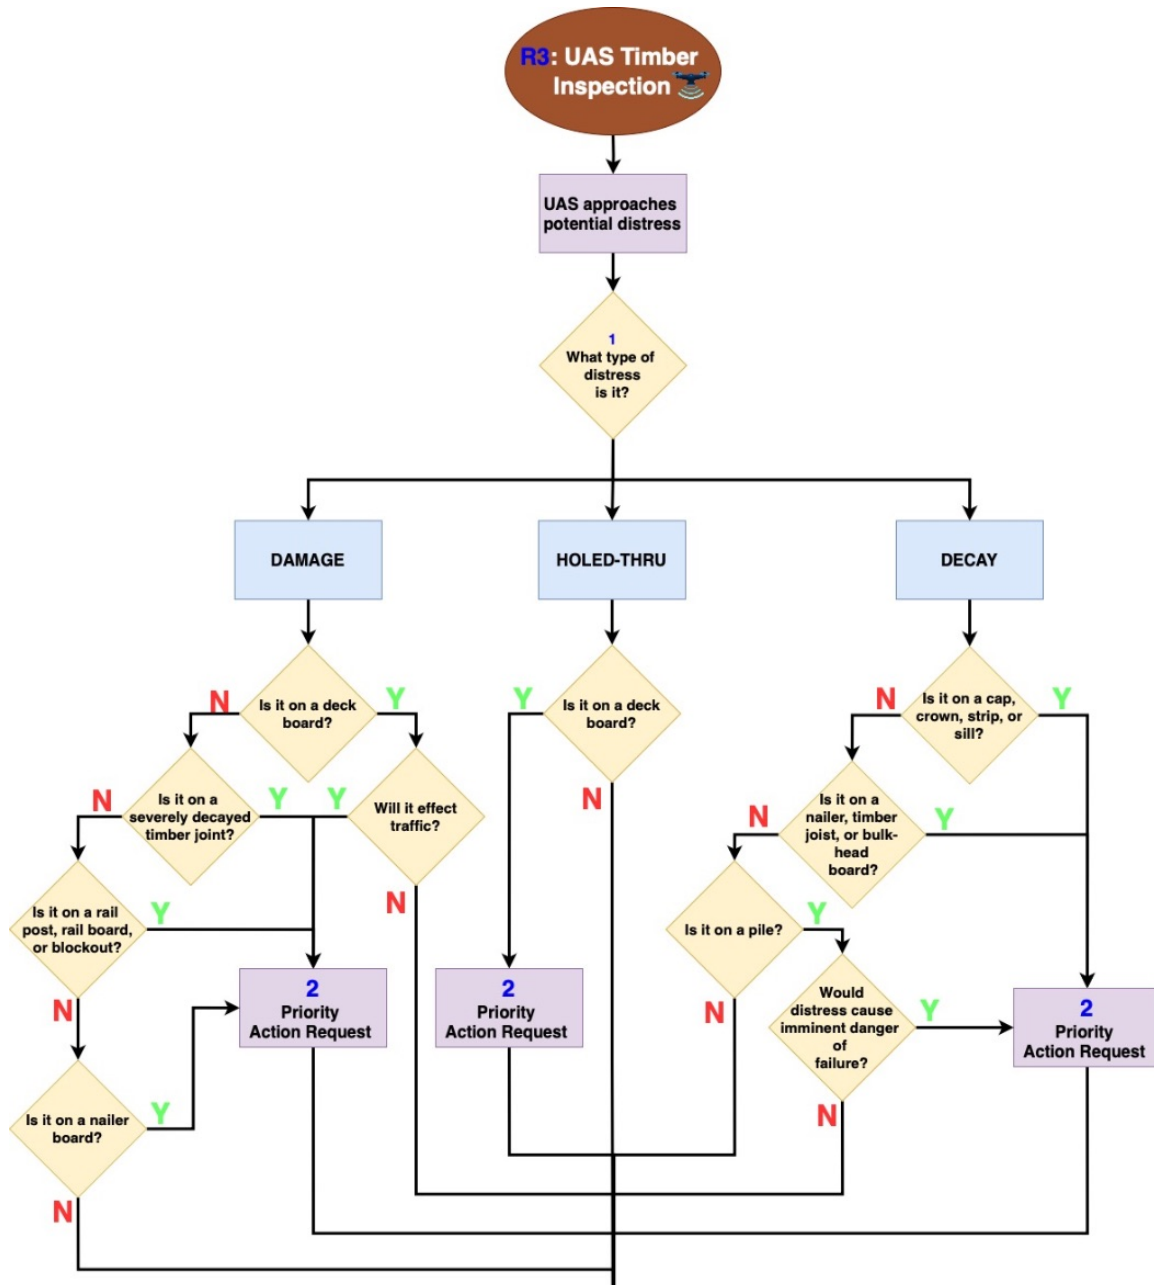 R3: UAS Timber
Inspection
UAS approaches
potential distress
1
What type of
distress
is it?
DAMAGE
HOLED-THRU
DECAY
N
Is it on a deck
board?
Y
Y
Is it on a deck
board?
N
N
Is it on a cap,
crown, strip, or
sill?
Y
N
Is it on a
severely decayed
timber joint?
Y
Y
Will it effect
traffic?
N
N
Is it on a
nailer, timber
joist, or bulk-
head
board?
Y
Is it on a rail
post, rail board,
or blockout?
Y
N
Is it on a pile?
Y
N
2
Priority
Action Request
2
Priority
Action Request
Would
distress cause
imminent danger
of
failure?
Y
N
2
Priority
Action Request
Is it on a nailer
board?
Y
N